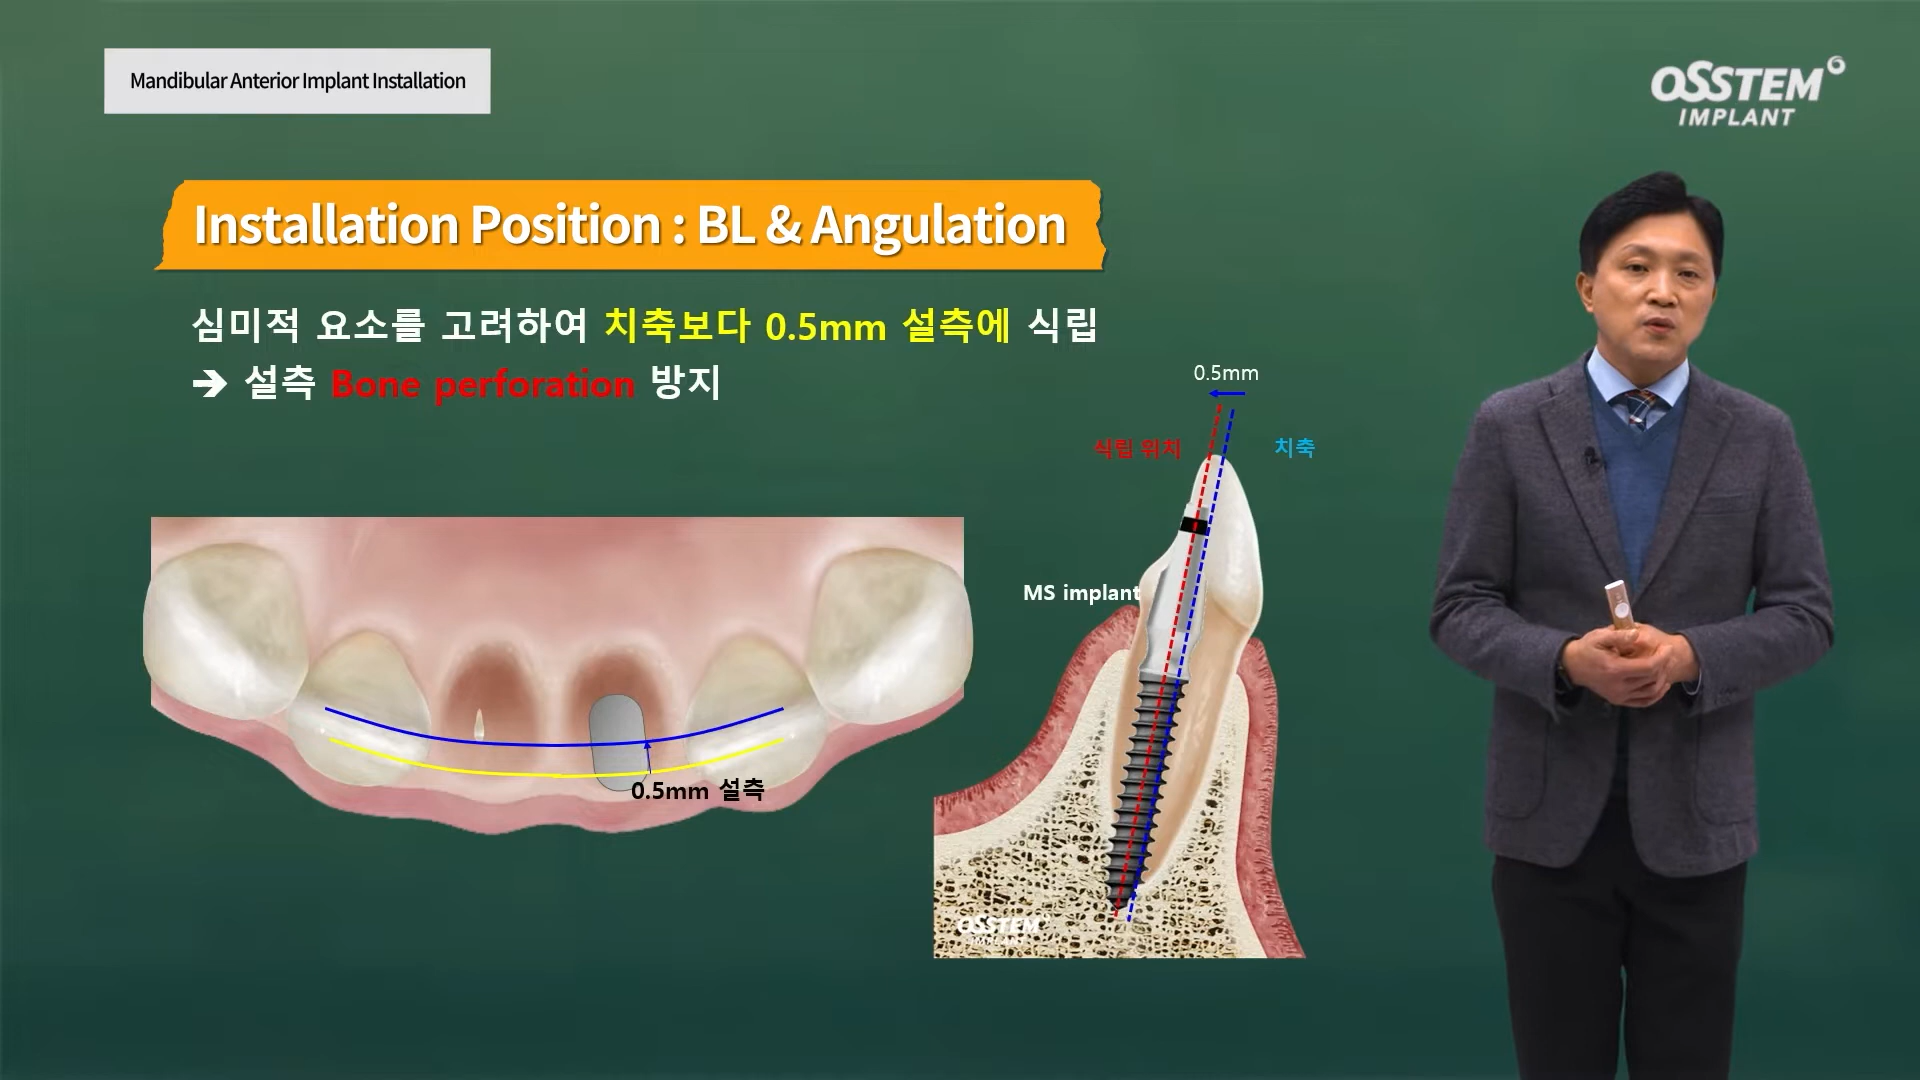 Mandibular Anterior Implant Installation
OSSTEM
IMPLANT
Installation Position : BL & Angulation
심미적 요소를 고려하여 치축보다 0.5mm 설측에 식립
➔ 설측 Bone perforation 방지
0.5mm
식립 위치
치축
MS implant
0.5mm 설측
OSSTEM
IMPLANT